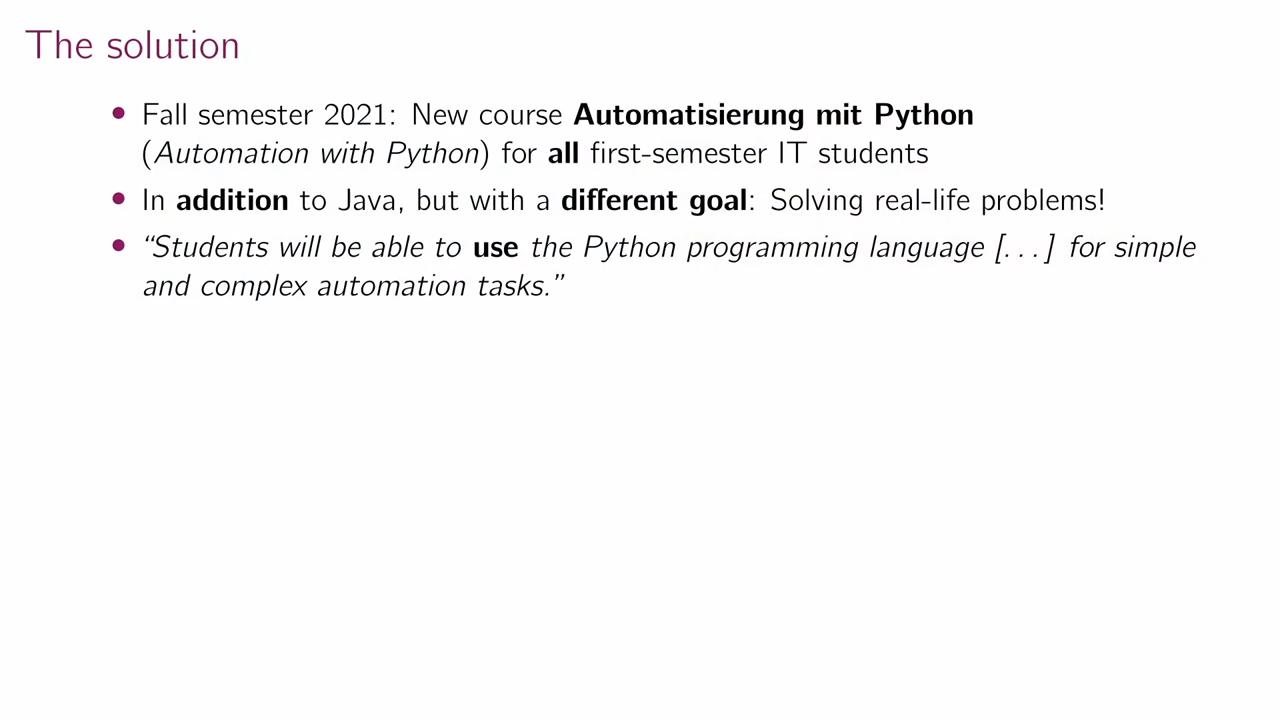 The solution
• Fall semester 2021: New course Automatisierung mit Python
(Automation with Python) for all first-semester IT students
• In addition to Java, but with a different goal: Solving real-life problems!
• “Students will be able to use the Python programming language [. . . ] for simple
and complex automation tasks.”